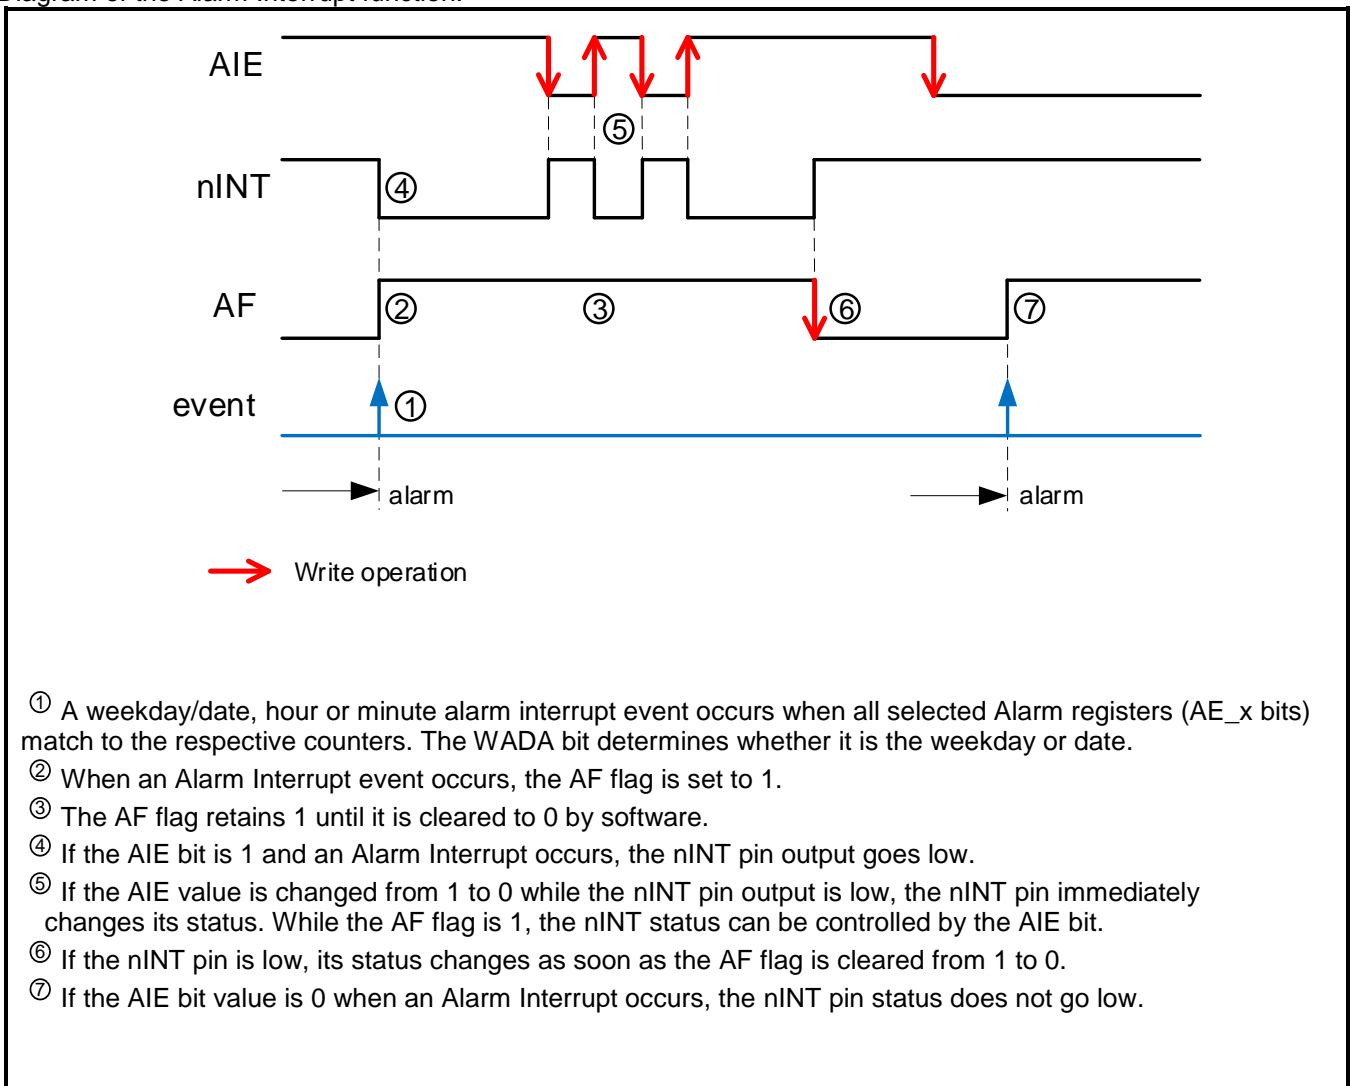 Diagram of the Alarm Interrupt function:
AIE
⑤
nINT
④
AF
② ③ ⑥ ⑦
event
①
alarm alarm
Write operation
① A weekday/date, hour or minute alarm interrupt event occurs when all selected Alarm registers (AE_x bits)
match to the respective counters. The WADA bit determines whether it is the weekday or date.
② When an Alarm Interrupt event occurs, the AF flag is set to 1.
③ The AF flag retains 1 until it is cleared to 0 by software.
④ If the AIE bit is 1 and an Alarm Interrupt occurs, the nINT pin output goes low.
⑤ If the AIE value is changed from 1 to 0 while the nINT pin output is low, the nINT pin immediately
changes its status. While the AF flag is 1, the nINT status can be controlled by the AIE bit.
⑥ If the nINT pin is low, its status changes as soon as the AF flag is cleared from 1 to 0.
⑦ If the AIE bit value is 0 when an Alarm Interrupt occurs, the nINT pin status does not go low.